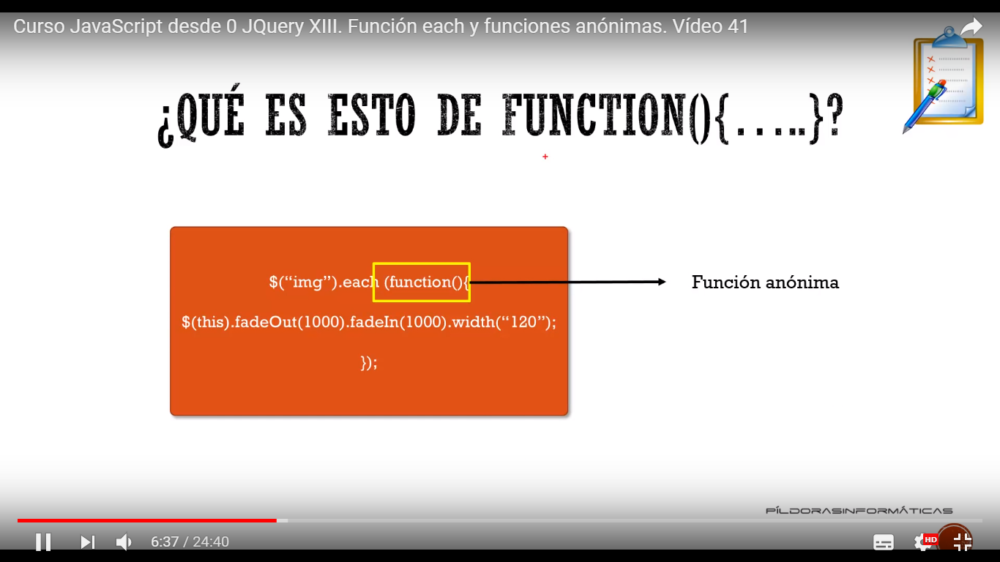 Curso JavaScript desde 0 JQuery XIII. Función each y funciones anónimas. Vídeo 41
¿QUÉ ES ESTO DE FUNCTION(){…..}?
$(“img”).each (function(){
Función anónima
$(this).fadeOut(1000).fadeIn(1000).width(“120”);
});
PÍLDORASINFORMÁTICAS
6:37 / 24:40
HD